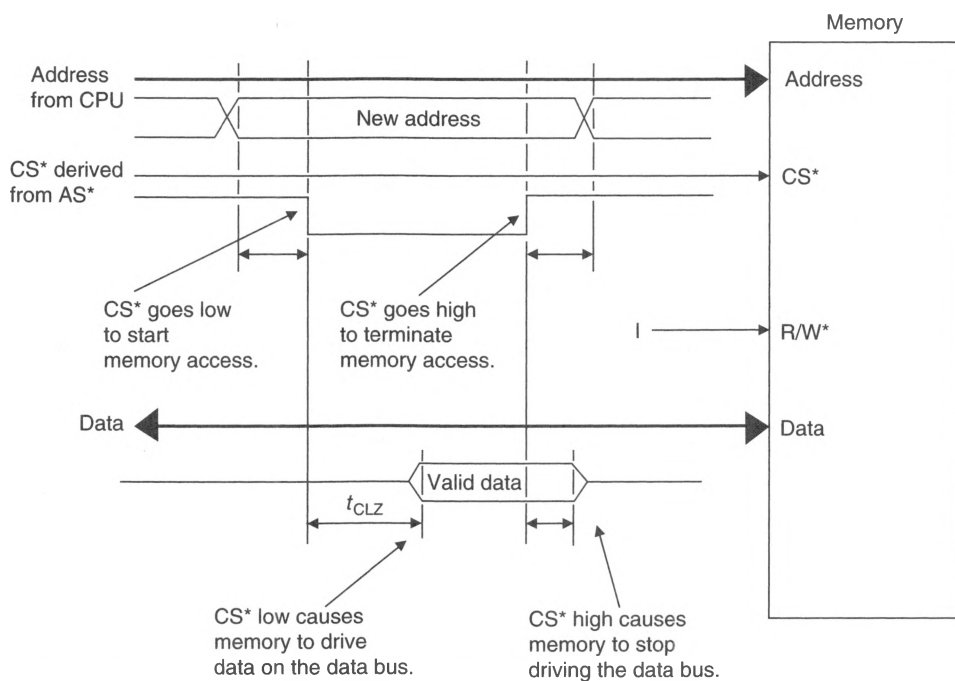 Memory
Address
from CPU
Address
New address
CS* derived
from AS*
CS*
CS* goes low
to start
memory access.
CS* goes high
to terminate
memory access.
I
R/W*
Data
Data
Valid data
tCLZ
CS* low causes
memory to drive
data on the data bus.
CS* high causes
memory to stop
driving the data bus.